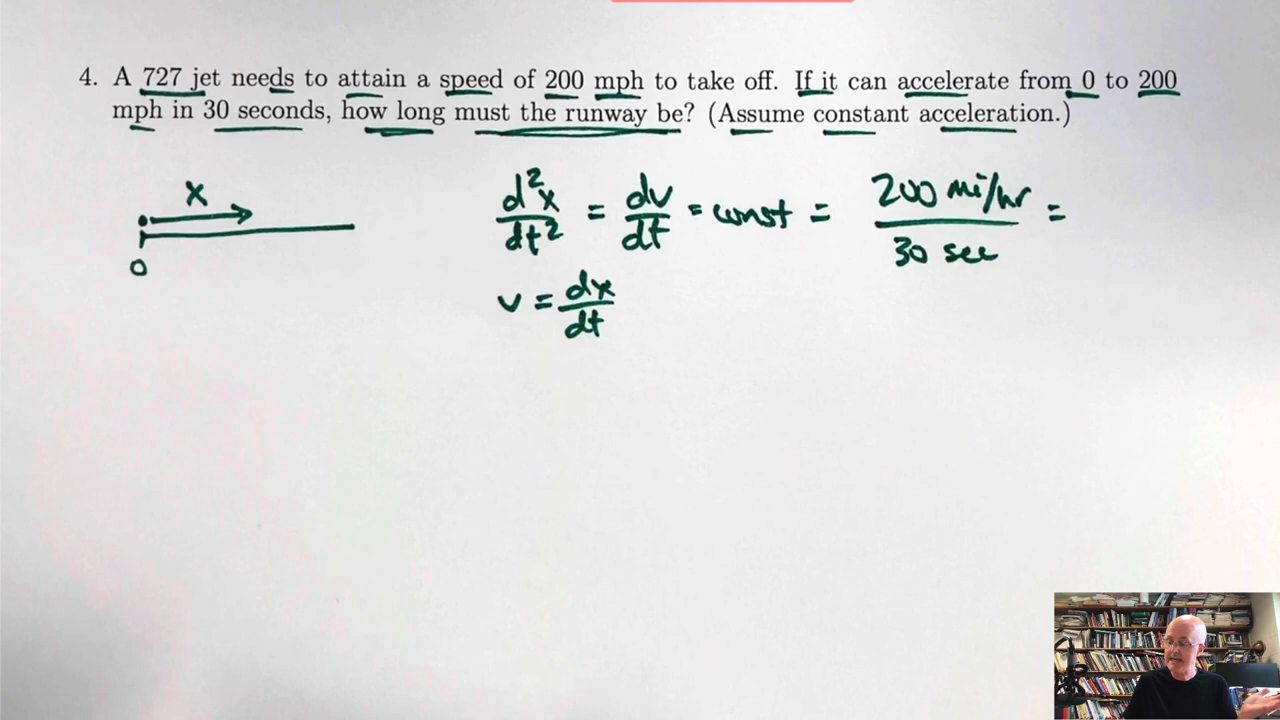 4. A 727 jet needs to attain a speed of 200 mph to take off. If it can accelerate from 0 to 200
mph in 30 seconds, how long must the runway be? (Assume constant acceleration.)
x
0
d²x/dt² = dv/dt = const = 200 mi/hr / 30 sec =
v = dx/dt